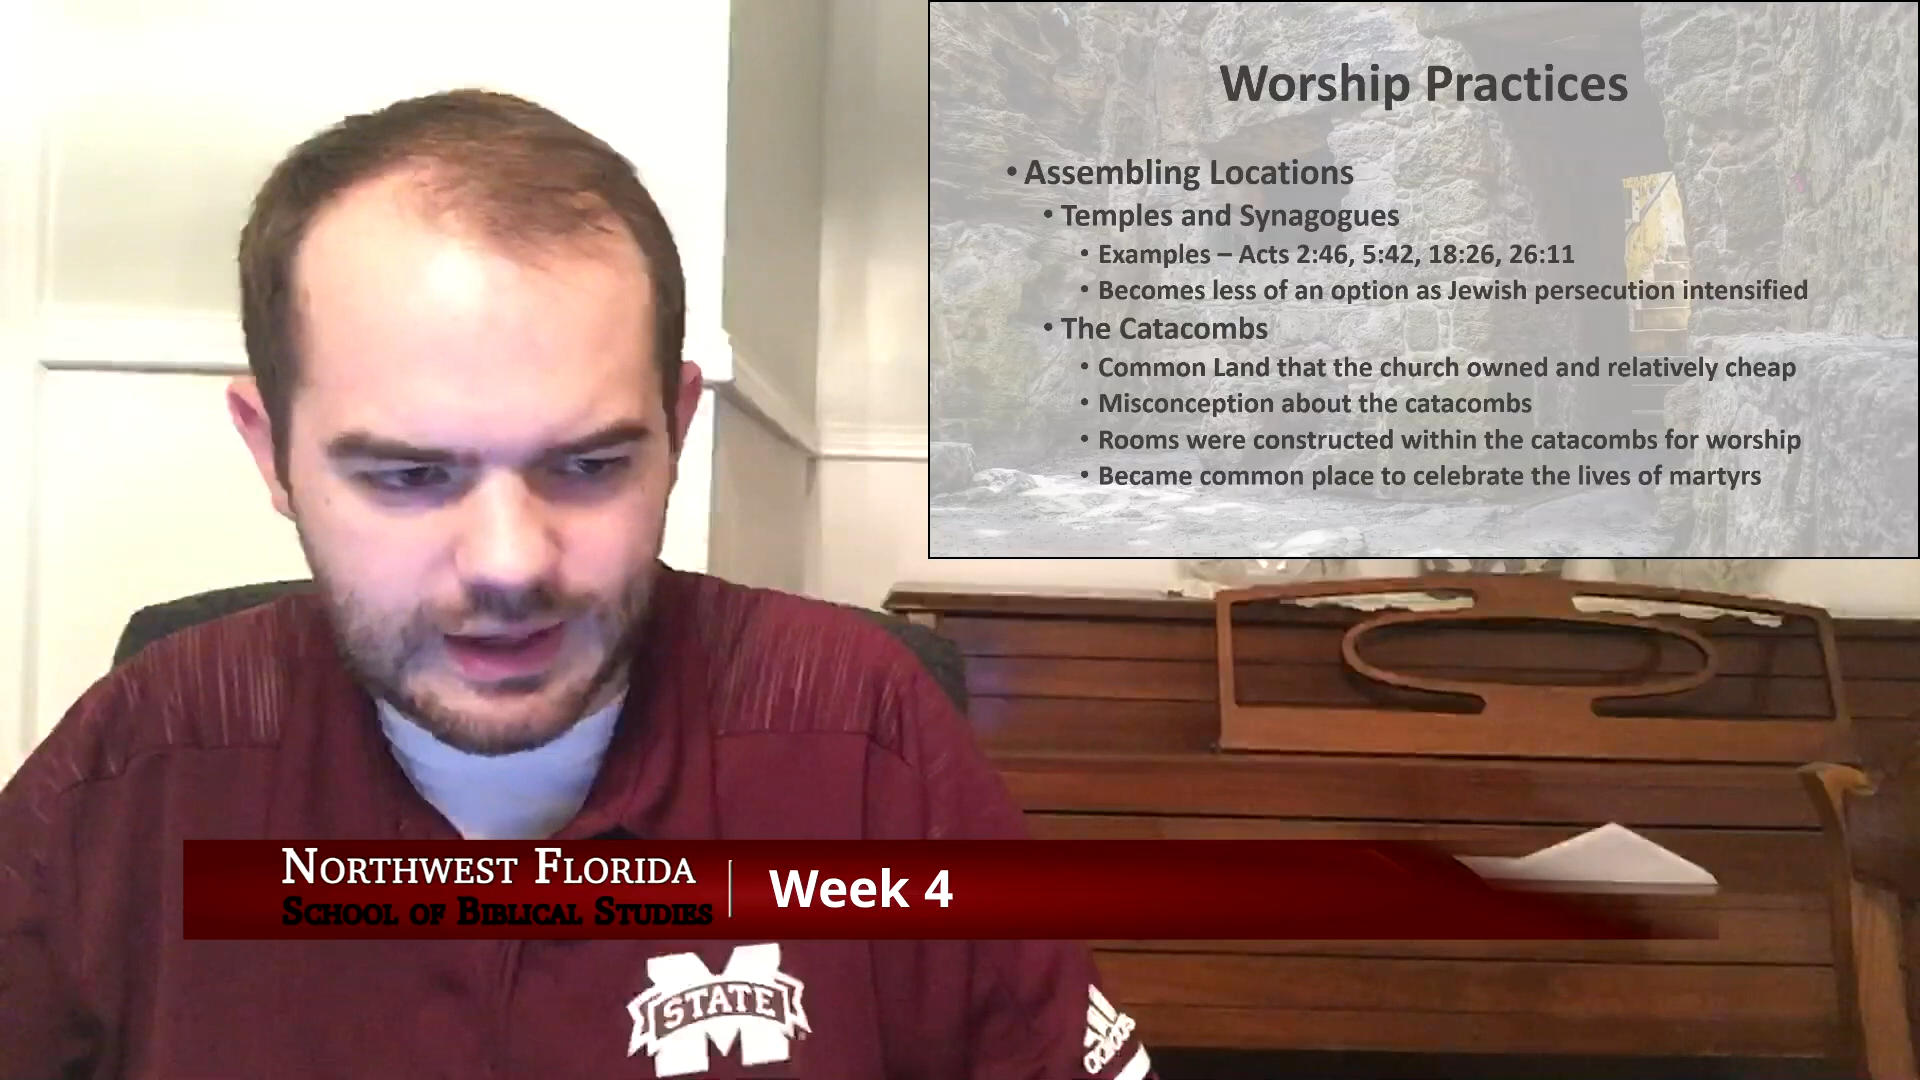 Worship Practices
• Assembling Locations
• Temples and Synagogues
• Examples – Acts 2:46, 5:42, 18:26, 26:11
• Becomes less of an option as Jewish persecution intensified
• The Catacombs
• Common Land that the church owned and relatively cheap
• Misconception about the catacombs
• Rooms were constructed within the catacombs for worship
• Became common place to celebrate the lives of martyrs
NORTHWEST FLORIDA
SCHOOL OF BIBLICAL STUDIES
Week 4
M
STATE
adidas